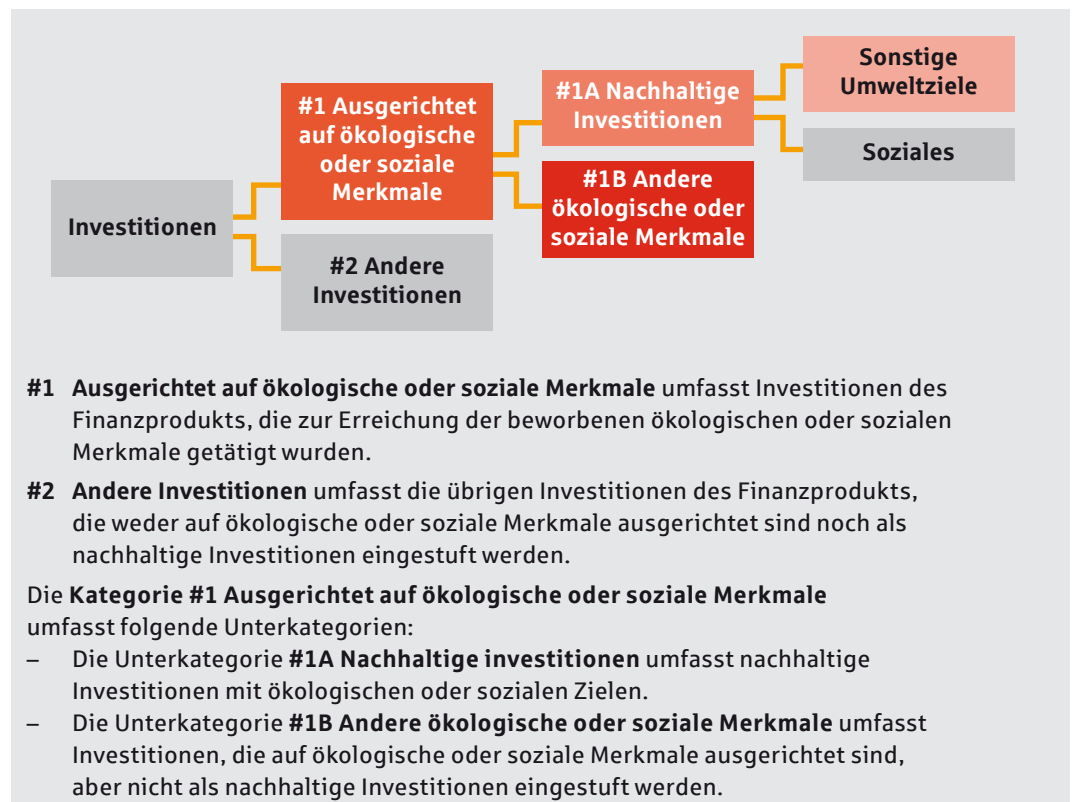 Sonstige
Umweltziele
#1A Nachhaltige
Investitionen
#1 Ausgerichtet
auf ökologische
oder soziale
Merkmale
Soziales
#1B Andere
ökologische oder
soziale Merkmale
Investitionen
#2 Andere
Investitionen
#1 Ausgerichtet auf ökologische oder soziale Merkmale umfasst Investitionen des
Finanzprodukts, die zur Erreichung der beworbenen ökologischen oder sozialen
Merkmale getätigt wurden.
#2 Andere Investitionen umfasst die übrigen Investitionen des Finanzprodukts,
die weder auf ökologische oder soziale Merkmale ausgerichtet sind noch als
nachhaltige Investitionen eingestuft werden.
Die Kategorie #1 Ausgerichtet auf ökologische oder soziale Merkmale
umfasst folgende Unterkategorien:
– Die Unterkategorie #1A Nachhaltige investitionen umfasst nachhaltige
Investitionen mit ökologischen oder sozialen Zielen.
– Die Unterkategorie #1B Andere ökologische oder soziale Merkmale umfasst
Investitionen, die auf ökologische oder soziale Merkmale ausgerichtet sind,
aber nicht als nachhaltige Investitionen eingestuft werden.